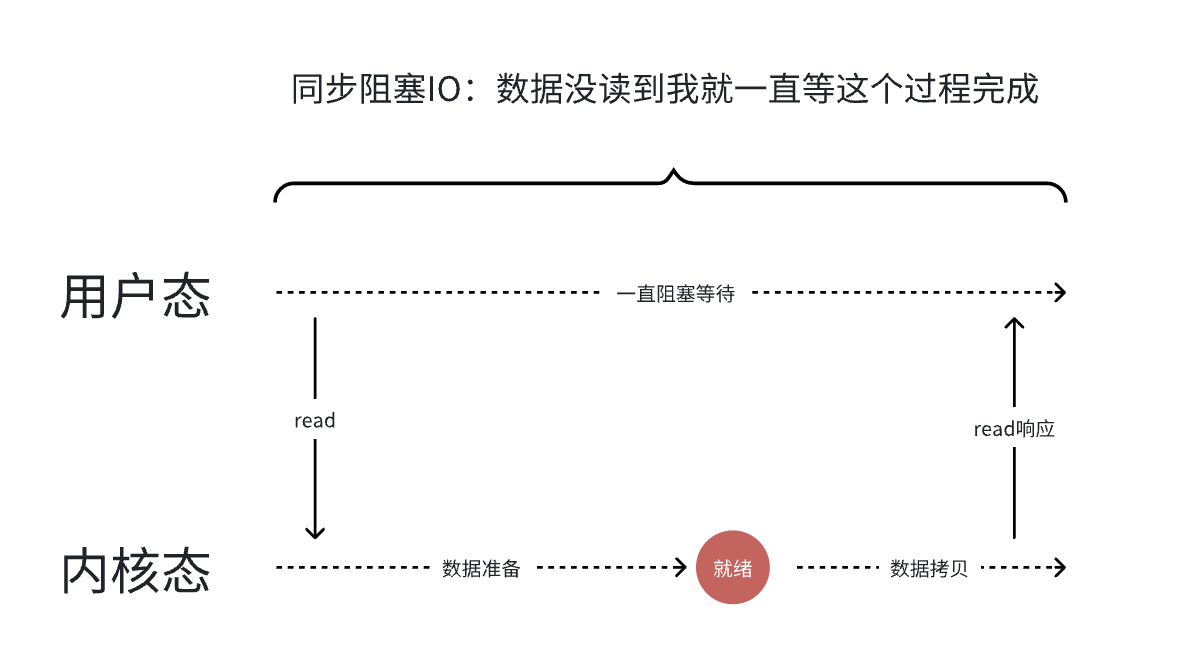 同步阻塞IO：数据没读到我就一直等这个过程完成
用户态
一直阻塞等待
read
read响应
内核态
数据准备
就绪
数据拷贝